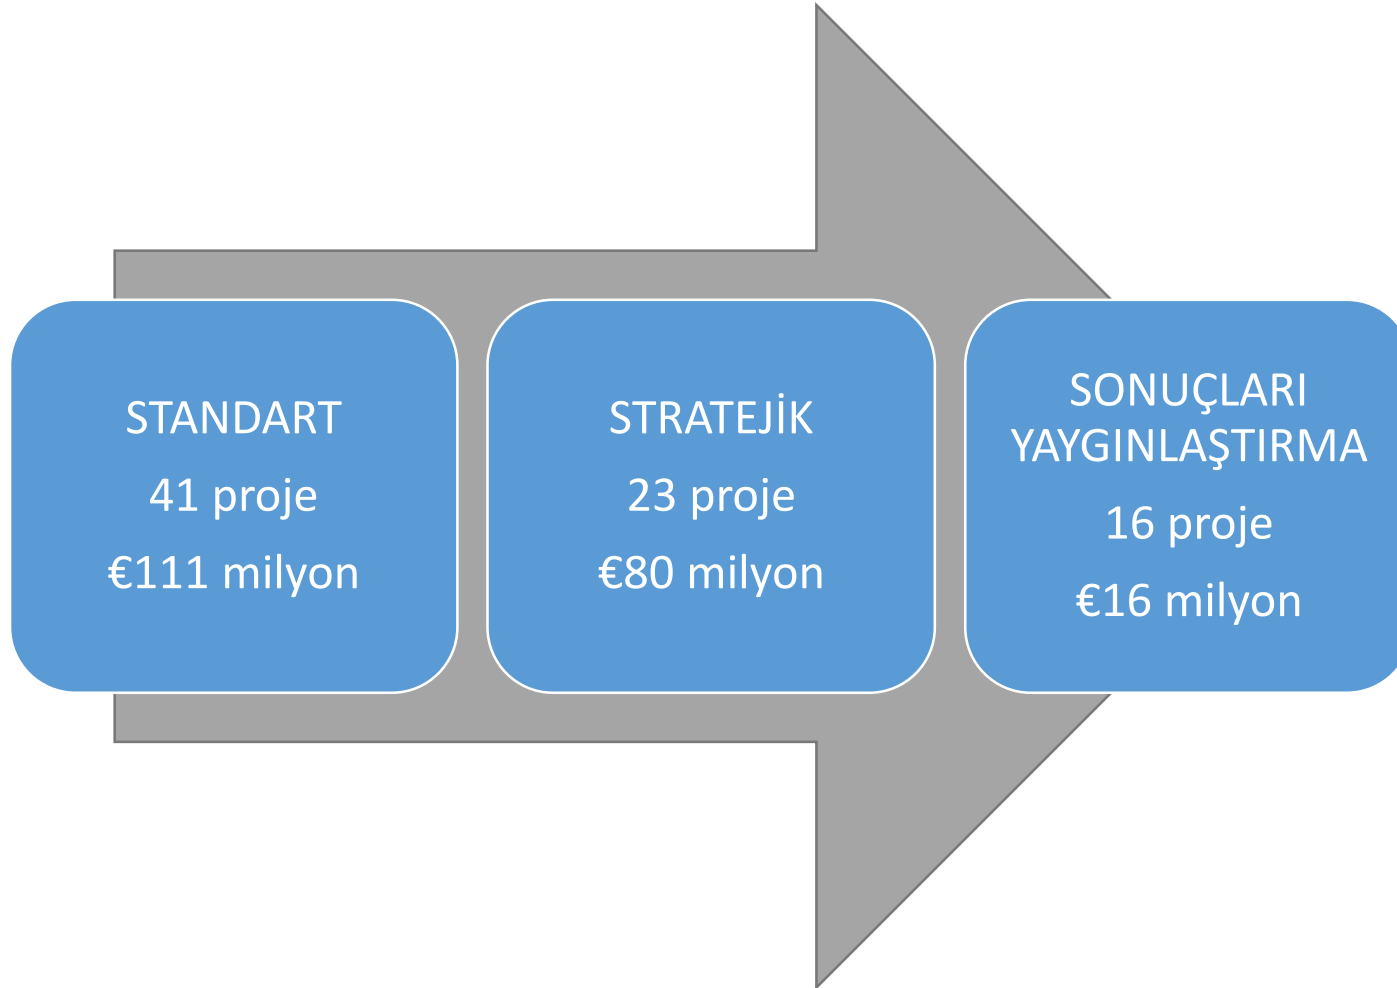 STANDART
41 proje
€111 milyon
STRATEJİK
23 proje
€80 milyon
SONUÇLARI
YAYGINLAŞTIRMA
16 proje
€16 milyon